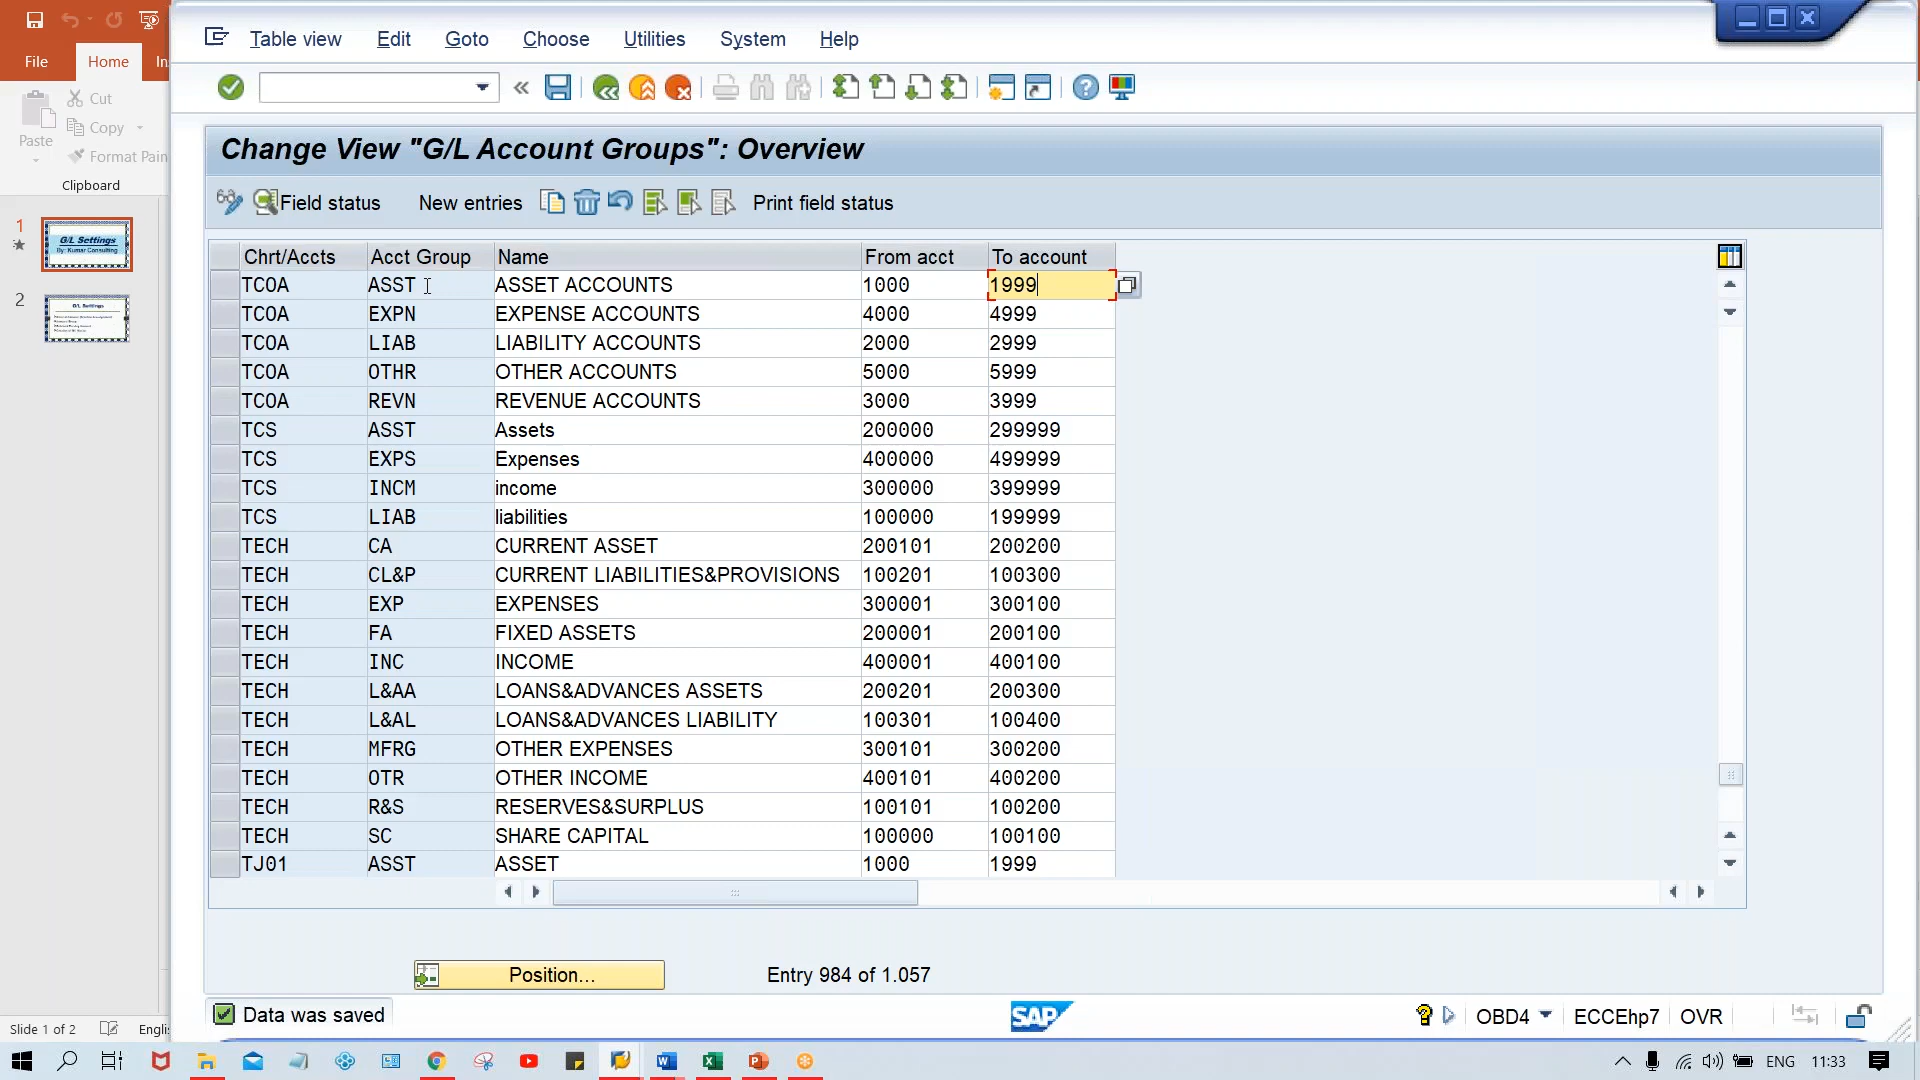 Table view Edit Goto Choose Utilities System Help
File Home In
Cut
Copy
Paste
Format Pain
Clipboard
Change View "G/L Account Groups": Overview
Field status New entries Print field status
1
G/L Settings
By: Kumar Consulting
2
G/L Settings
Chrt/Accts Acct Group Name From acct To account
TCOA ASST ASSET ACCOUNTS 1000 1999
TCOA EXPN EXPENSE ACCOUNTS 4000 4999
TCOA LIAB LIABILITY ACCOUNTS 2000 2999
TCOA OTHR OTHER ACCOUNTS 5000 5999
TCOA REVN REVENUE ACCOUNTS 3000 3999
TCS ASST Assets 200000 299999
TCS EXPS Expenses 400000 499999
TCS INCM income 300000 399999
TCS LIAB liabilities 100000 199999
TECH CA CURRENT ASSET 200101 200200
TECH CL&P CURRENT LIABILITIES&PROVISIONS 100201 100300
TECH EXP EXPENSES 300001 300100
TECH FA FIXED ASSETS 200001 200100
TECH INC INCOME 400001 400100
TECH L&AA LOANS&ADVANCES ASSETS 200201 200300
TECH L&AL LOANS&ADVANCES LIABILITY 100301 100400
TECH MFRG OTHER EXPENSES 300101 300200
TECH OTR OTHER INCOME 400101 400200
TECH R&S RESERVES&SURPLUS 100101 100200
TECH SC SHARE CAPITAL 100000 100100
TJ01 ASST ASSET 1000 1999
Position... Entry 984 of 1.057
Data was saved SAP OBD4 ECCEhp7 OVR
Slide 1 of 2 Englis
ENG 11:33